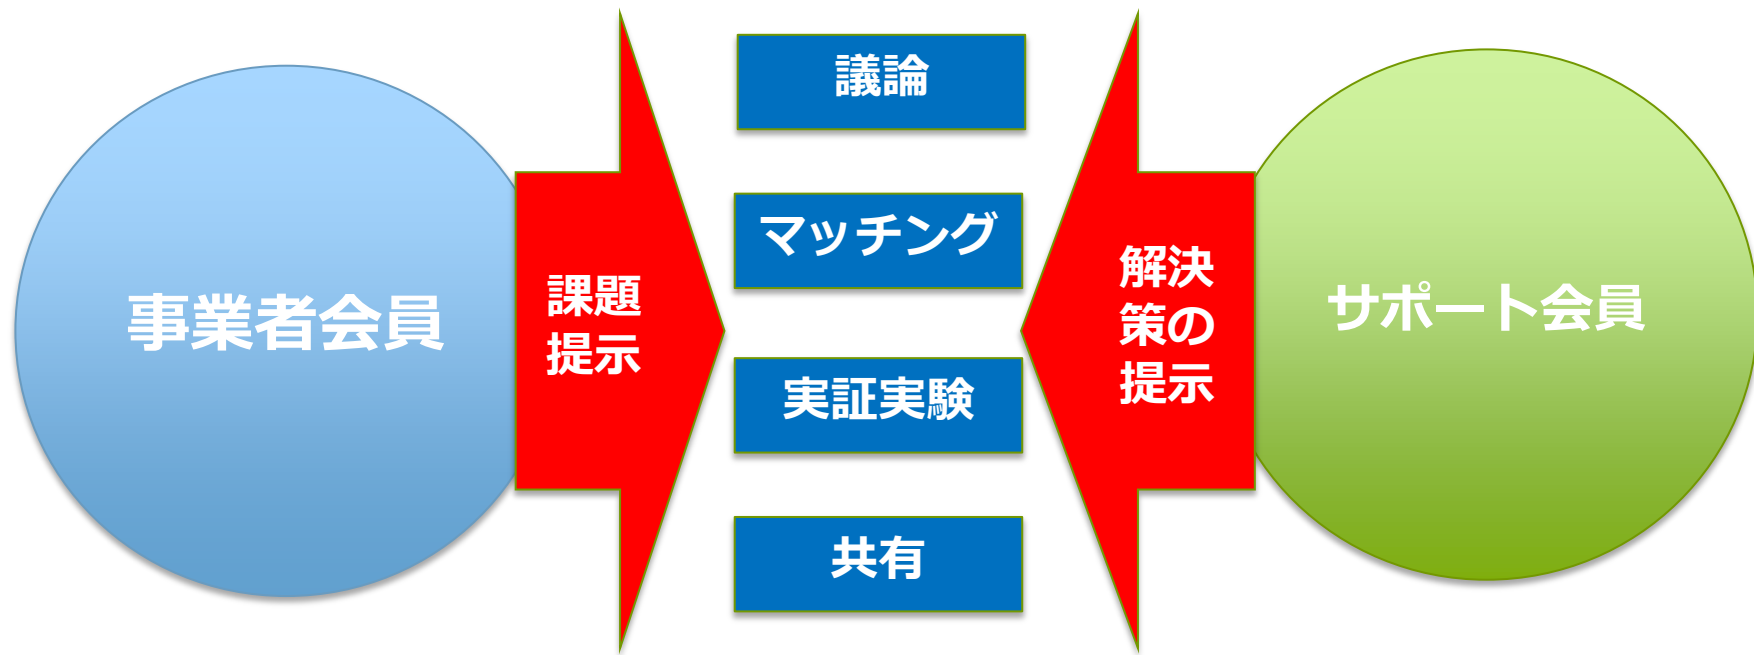 事業者会員
課題
提示
議論
マッチング
実証実験
共有
解決
策の
提示
サポート会員